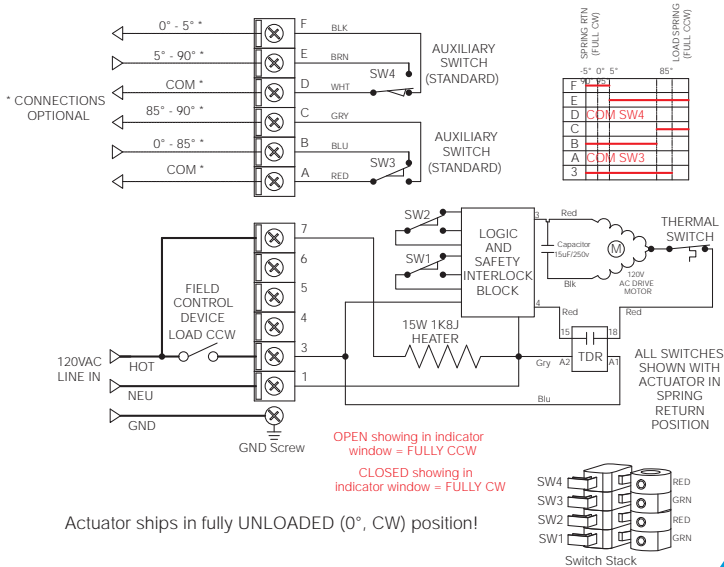 0° - 5° *
F
BLK
5° - 90° *
E
BRN
SW4
AUXILIARY
SWITCH
(STANDARD)
COM *
D
WHT
* CONNECTIONS
OPTIONAL
85° - 90° *
C
GRY
0° - 85° *
B
BLU
SW3
AUXILIARY
SWITCH
(STANDARD)
COM *
A
RED
SPRING RTN
(FULL CW)
LOAD SPRING
(FULL CCW)
-5° 0° 5°
85°
90° 95°
F
E
D COM SW4
C
B
A COM SW3
3
7
6
5
4
3
1
FIELD
CONTROL
DEVICE
LOAD CCW
120VAC
LINE IN
HOT
NEU
GND
GND Screw
SW2
SW1
LOGIC
AND
SAFETY
INTERLOCK
BLOCK
3
4
Red
Capacitor
15uF/250v
Blk
M
120V
AC DRIVE
MOTOR
THERMAL
SWITCH
Red
Red
15W 1K8J
HEATER
15
18
A2
TDR
A1
Gry
Blu
ALL SWITCHES
SHOWN WITH
ACTUATOR IN
SPRING
RETURN
POSITION
OPEN showing in indicator
window = FULLY CCW
CLOSED showing in
indicator window = FULLY CW
SW4
RED
SW3
GRN
SW2
RED
SW1
GRN
Switch Stack
Actuator ships in fully UNLOADED (0°, CW) position!